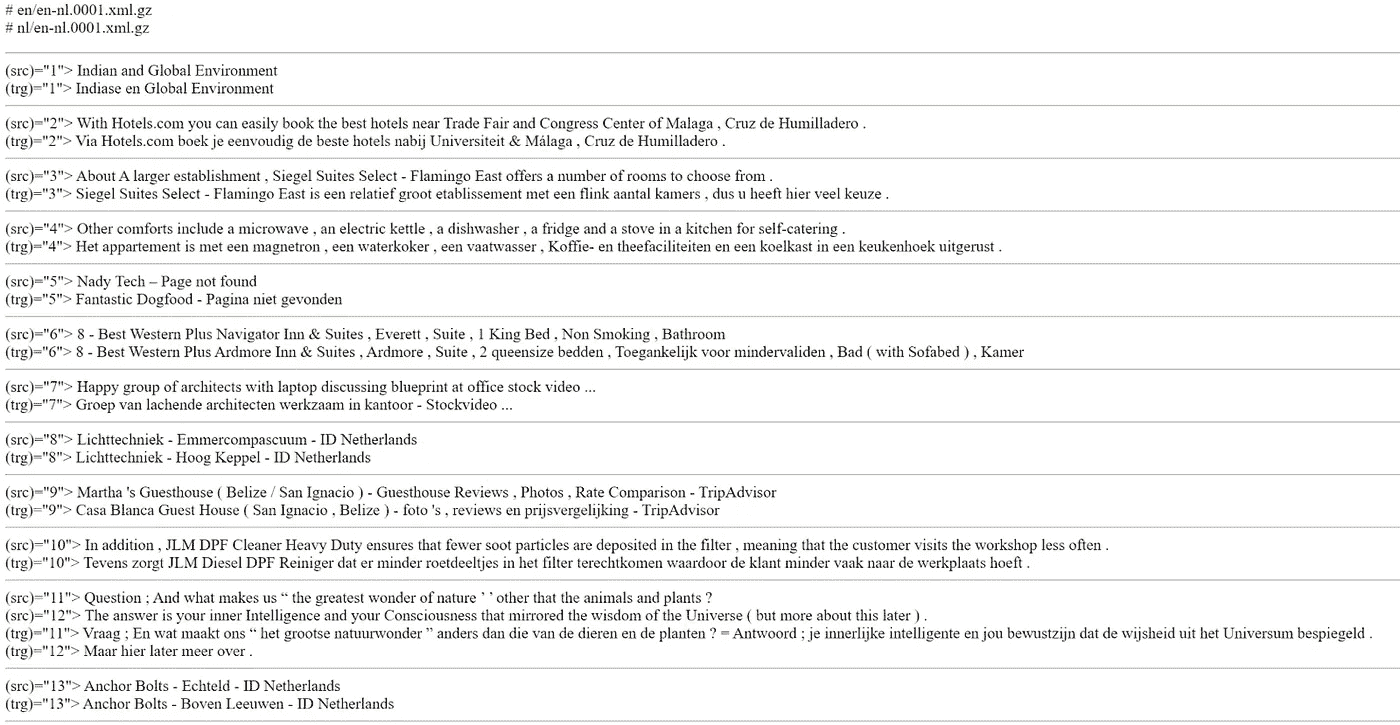 # en/en-nl.0001.xml.gz
# nl/en-nl.0001.xml.gz
(src)="1"> Indian and Global Environment
(trg)="1"> Indiase en Global Environment
(src)="2"> With Hotels.com you can easily book the best hotels near Trade Fair and Congress Center of Malaga , Cruz de Humilladero .
(trg)="2"> Via Hotels.com boek je eenvoudig de beste hotels nabij Universiteit & Málaga , Cruz de Humilladero .
(src)="3"> About A larger establishment , Siegel Suites Select - Flamingo East offers a number of rooms to choose from .
(trg)="3"> Siegel Suites Select - Flamingo East is een relatief groot etablissement met een flink aantal kamers , dus u heeft hier veel keuze .
(src)="4"> Other comforts include a microwave , an electric kettle , a dishwasher , a fridge and a stove in a kitchen for self-catering .
(trg)="4"> Het appartement is met een magnetron , een waterkoker , een vaatwasser , Koffie- en theefaciliteiten en een koelkast in een keukenhoek uitgerust .
(src)="5"> Nady Tech – Page not found
(trg)="5"> Fantastic Dogfood - Pagina niet gevonden
(src)="6"> 8 - Best Western Plus Navigator Inn & Suites , Everett , Suite , 1 King Bed , Non Smoking , Bathroom
(trg)="6"> 8 - Best Western Plus Ardmore Inn & Suites , Ardmore , Suite , 2 queensize bedden , Toegankelijk voor mindervaliden , Bad ( with Sofabed ) , Kamer
(src)="7"> Happy group of architects with laptop discussing blueprint at office stock video ...
(trg)="7"> Groep van lachende architecten werkzaam in kantoor - Stockvideo ...
(src)="8"> Lichttechniek - Emmercompascuum - ID Netherlands
(trg)="8"> Lichttechniek - Hoog Keppel - ID Netherlands
(src)="9"> Martha 's Guesthouse ( Belize / San Ignacio ) - Guesthouse Reviews , Photos , Rate Comparison - TripAdvisor
(trg)="9"> Casa Blanca Guest House ( San Ignacio , Belize ) - foto 's , reviews en prijsvergelijking - TripAdvisor
(src)="10"> In addition , JLM DPF Cleaner Heavy Duty ensures that fewer soot particles are deposited in the filter , meaning that the customer visits the workshop less often .
(trg)="10"> Tevens zorgt JLM Diesel DPF Reiniger dat er minder roetdeeltjes in het filter terechtkomen waardoor de klant minder vaak naar de werkplaats hoeft .
(src)="11"> Question ; And what makes us “ the greatest wonder of nature ’ ’ other that the animals and plants ?
(src)="12"> The answer is your inner Intelligence and your Consciousness that mirrored the wisdom of the Universe ( but more about this later ) .
(trg)="11"> Vraag ; En wat maakt ons “ het grootse natuurwonder ” anders dan die van de dieren en de planten ? = Antwoord ; je innerlijke intelligente en jou bewustzijn dat de wijsheid uit het Universum bespiegeld .
(trg)="12"> Maar hier later meer over .
(src)="13"> Anchor Bolts - Echteld - ID Netherlands
(trg)="13"> Anchor Bolts - Boven Leeuwen - ID Netherlands